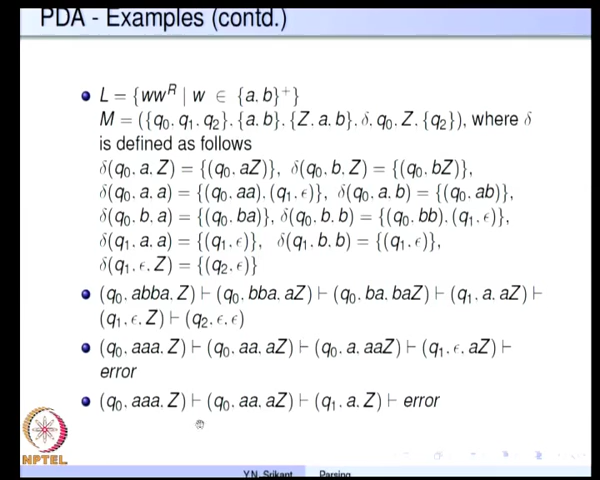 PDA - Examples (contd.)
L = {ww^R | w ∈ {a.b}^+}
M = ({q₀.q₁.q₂}.{a.b}.{Z.a.b}.δ.q₀.Z.{q₂}), where δ
is defined as follows
δ(q₀.a.Z) = {(q₀.aZ)}, δ(q₀.b.Z) = {(q₀.bZ)},
δ(q₀.a.a) = {(q₀.aa).(q₁.ϵ)}, δ(q₀.a.b) = {(q₀.ab)},
δ(q₀.b.a) = {(q₀.ba)}, δ(q₀.b.b) = {(q₀.bb).(q₁.ϵ)},
δ(q₁.a.a) = {(q₁.ϵ)}, δ(q₁.b.b) = {(q₁.ϵ)},
δ(q₁.ϵ.Z) = {(q₂.ϵ)}
(q₀.abba.Z) ⊢ (q₀.bba.aZ) ⊢ (q₀.ba.baZ) ⊢ (q₁.a.aZ) ⊢
(q₁.ϵ.Z) ⊢ (q₂.ϵ.ϵ)
(q₀.aaa.Z) ⊢ (q₀.aa.aZ) ⊢ (q₀.a.aaZ) ⊢ (q₁.ϵ.aZ) ⊢
error
(q₀.aaa.Z) ⊢ (q₀.aa.aZ) ⊢ (q₁.a.Z) ⊢ error
NPTEL
Y.N. Srikant Parsing